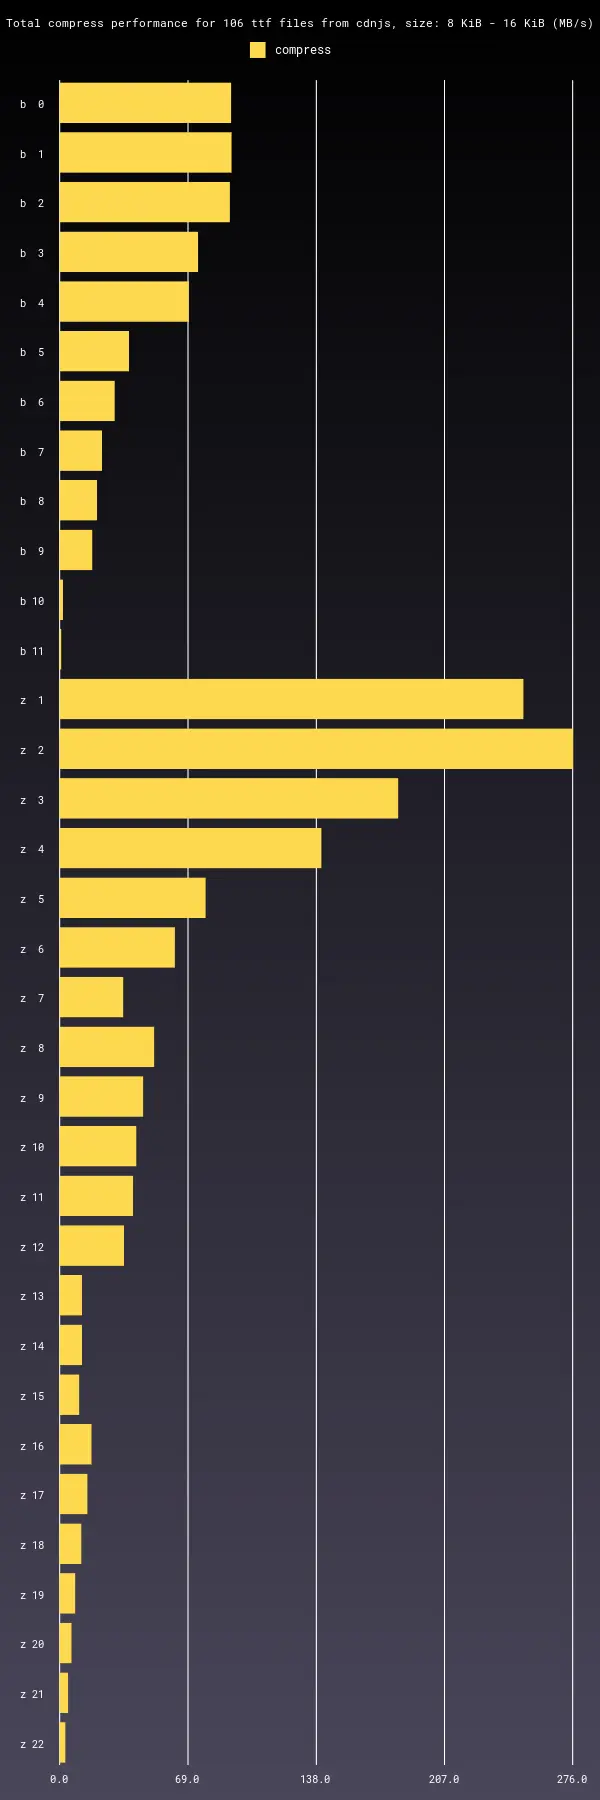 Total compress performance for 106 ttf files from cdnjs, size: 8 KiB - 16 KiB (MB/s)
compress
b  0
b  1
b  2
b  3
b  4
b  5
b  6
b  7
b  8
b  9
b 10
b 11
z  1
z  2
z  3
z  4
z  5
z  6
z  7
z  8
z  9
z 10
z 11
z 12
z 13
z 14
z 15
z 16
z 17
z 18
z 19
z 20
z 21
z 22
0.0 69.0 138.0 207.0 276.0